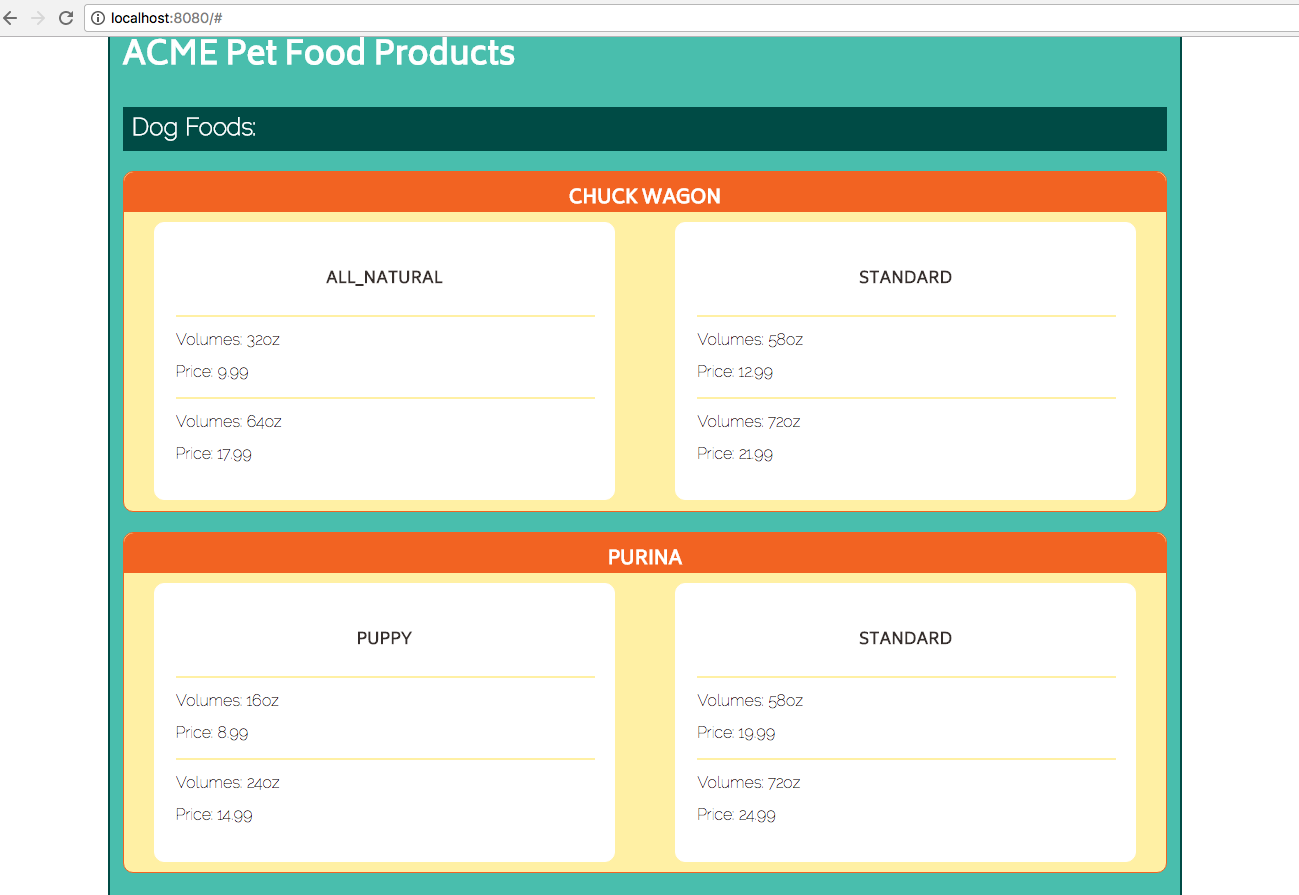 localhost:8080/#
ACME Pet Food Products
Dog Foods:
CHUCK WAGON
ALL_NATURAL
Volumes: 32oz
Price: 9.99
Volumes: 64oz
Price: 17.99
STANDARD
Volumes: 58oz
Price: 12.99
Volumes: 72oz
Price: 21.99
PURINA
PUPPY
Volumes: 16oz
Price: 8.99
Volumes: 24oz
Price: 14.99
STANDARD
Volumes: 58oz
Price: 19.99
Volumes: 72oz
Price: 24.99